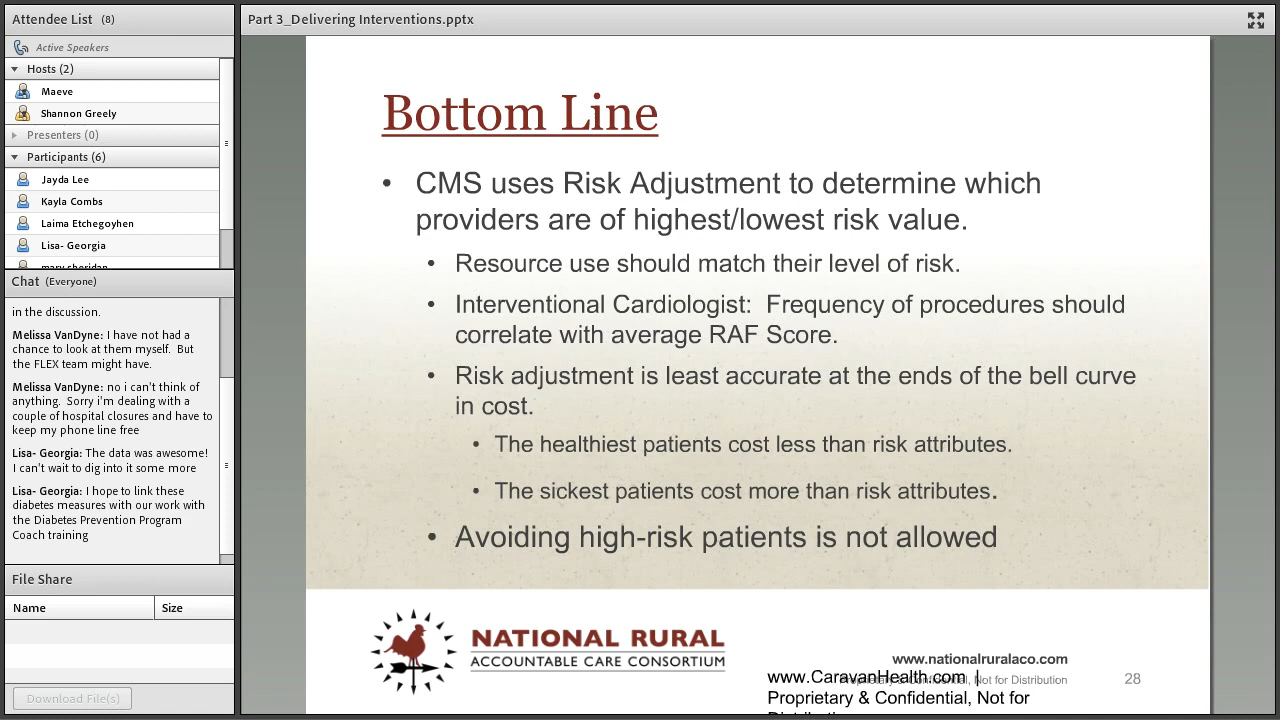 Attendee List (8)
Active Speakers
Hosts (2)
Maeve
Shannon Greely
Presenters (0)
Participants (6)
Jayda Lee
Kayla Combs
Laima Etchegoyhen
Lisa- Georgia
mary sheridan
Chat (Everyone)
in the discussion.
Melissa VanDyne: I have not had a
chance to look at them myself. But
the FLEX team might have.
Melissa VanDyne: no i can't think of
anything. Sorry i'm dealing with a
couple of hospital closures and have to
keep my phone line free
Lisa- Georgia: The data was awesome!
I can't wait to dig into it some more
Lisa- Georgia: I hope to link these
diabetes measures with our work with
the Diabetes Prevention Program
Coach training
File Share
Name Size
Download File(s)
Part 3_Delivering Interventions.pptx
Bottom Line
• CMS uses Risk Adjustment to determine which
providers are of highest/lowest risk value.
• Resource use should match their level of risk.
• Interventional Cardiologist: Frequency of procedures should
correlate with average RAF Score.
• Risk adjustment is least accurate at the ends of the bell curve
in cost.
• The healthiest patients cost less than risk attributes.
• The sickest patients cost more than risk attributes.
• Avoiding high-risk patients is not allowed
NATIONAL RURAL
ACCOUNTABLE CARE CONSORTIUM
www.nationalruralaco.com
www.CaravanHealth.com |
Proprietary & Confidential, Not for Distribution
Proprietary & Confidential, Not for
28